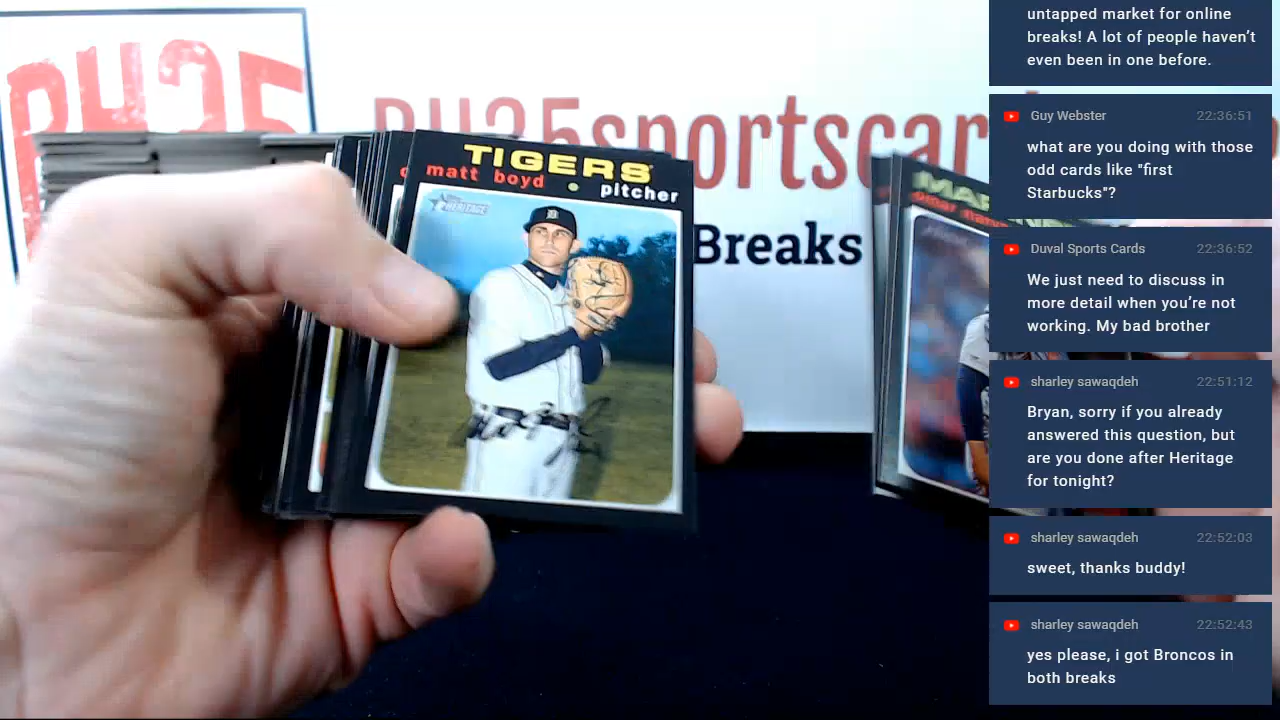 RH35
RH35sportscar
Breaks
TIGERS
matt boyd • pitcher
HERITAGE
MAR
omar narv
untapped market for online
breaks! A lot of people haven't
even been in one before.
Guy Webster 22:36:51
what are you doing with those
odd cards like "first
Starbucks"?
Duval Sports Cards 22:36:52
We just need to discuss in
more detail when you're not
working. My bad brother
sharley sawaqdeh 22:51:12
Bryan, sorry if you already
answered this question, but
are you done after Heritage
for tonight?
sharley sawaqdeh 22:52:03
sweet, thanks buddy!
sharley sawaqdeh 22:52:43
yes please, i got Broncos in
both breaks